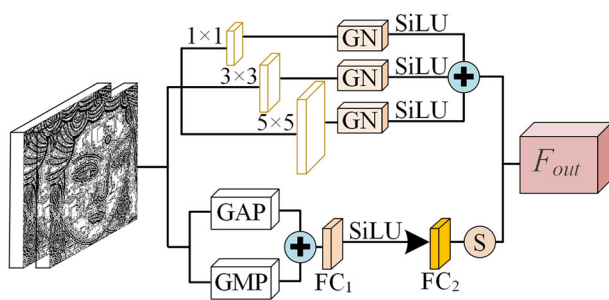 1×1
GN
SiLU
3×3
GN
SiLU
5×5
GN
SiLU
F_out
GAP
GMP
FC₁
SiLU
FC₂
S